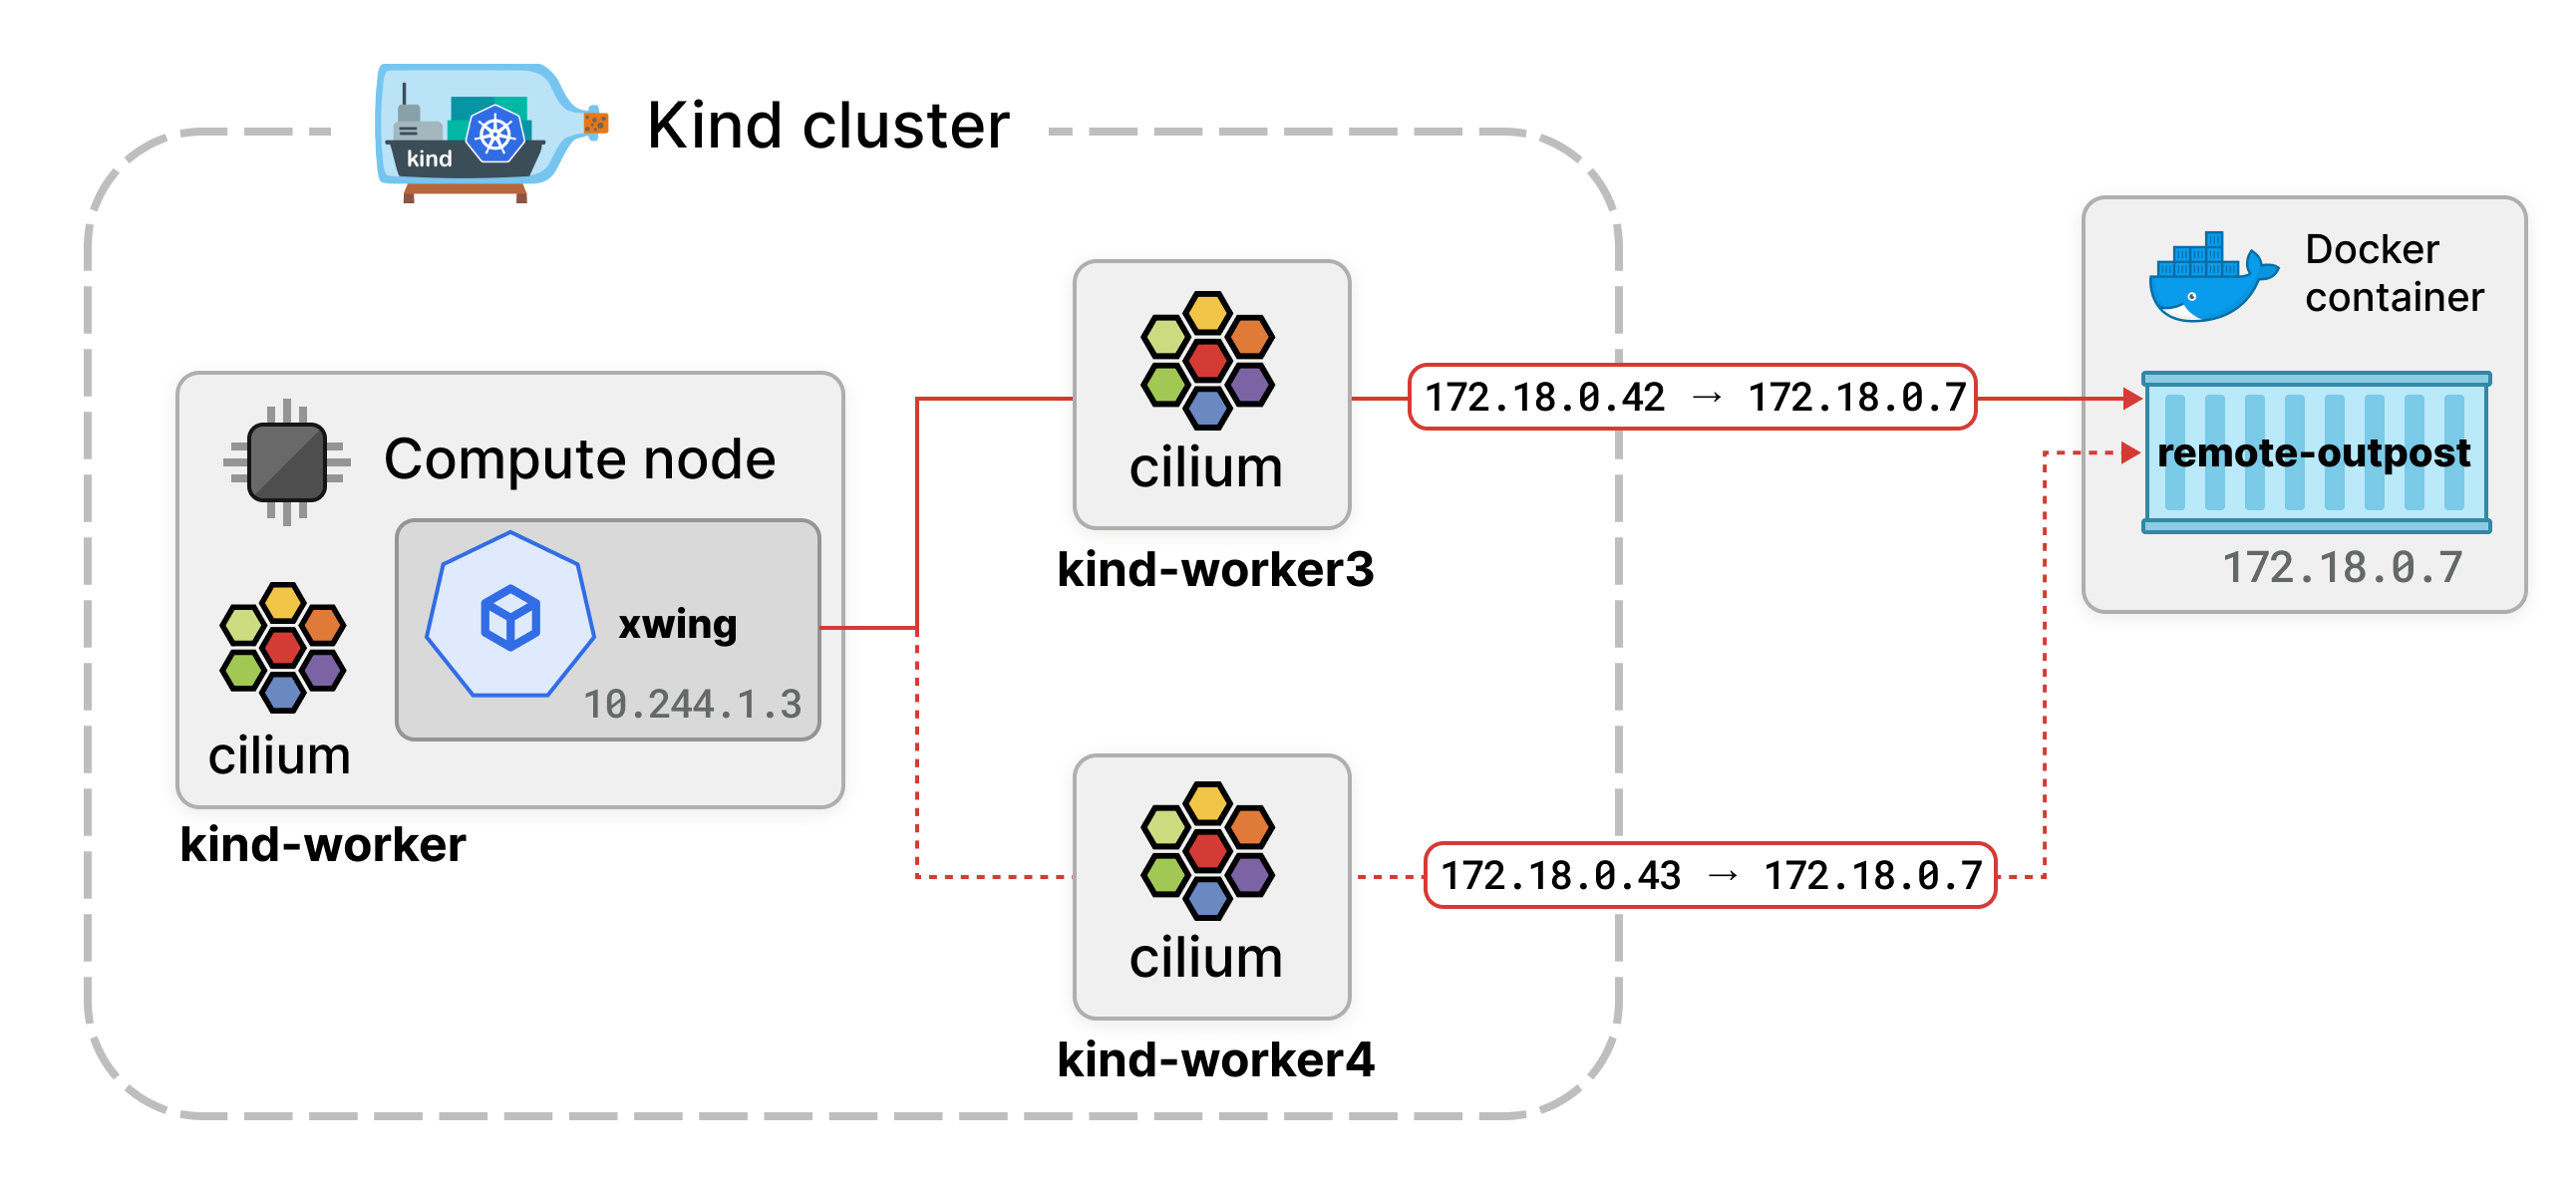 kind
Kind cluster
Compute node
cilium
xwing
10.244.1.3
kind-worker
cilium
kind-worker3
cilium
kind-worker4
172.18.0.42 → 172.18.0.7
172.18.0.43 → 172.18.0.7
Docker
container
remote-outpost
172.18.0.7